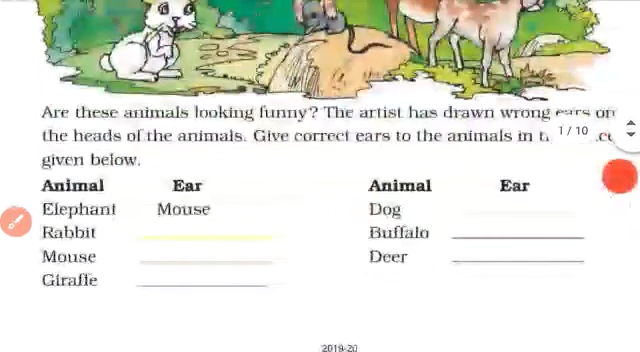 Are these animals looking funny? The artist has drawn wrong ears on
the heads of the animals. Give correct ears to the animals in
given below.
Animal Ear Animal Ear
Elephant Mouse Dog
Rabbit Buffalo
Mouse Deer
Giraffe
1 / 10
2019-20